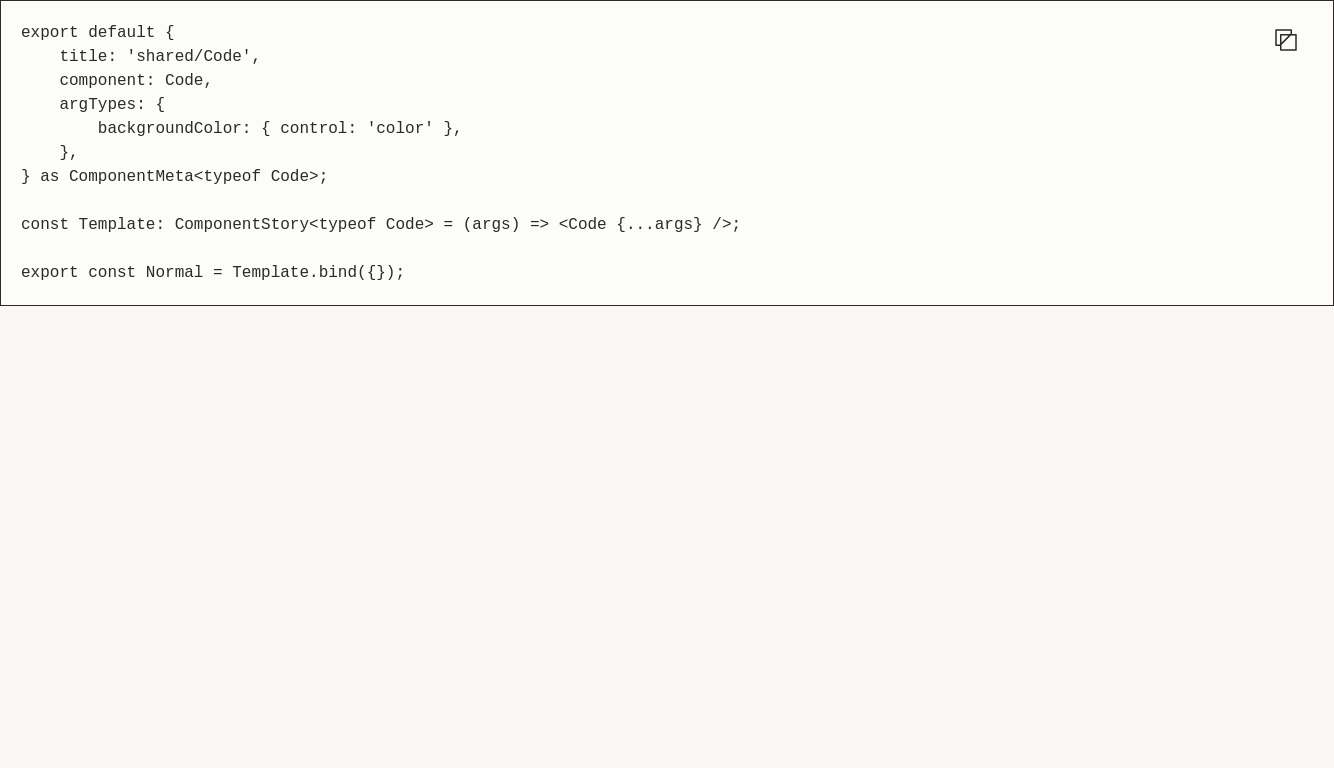 export default {
    title: 'shared/Code',
    component: Code,
    argTypes: {
        backgroundColor: { control: 'color' },
    },
} as ComponentMeta<typeof Code>;

const Template: ComponentStory<typeof Code> = (args) => <Code {...args} />;

export const Normal = Template.bind({});